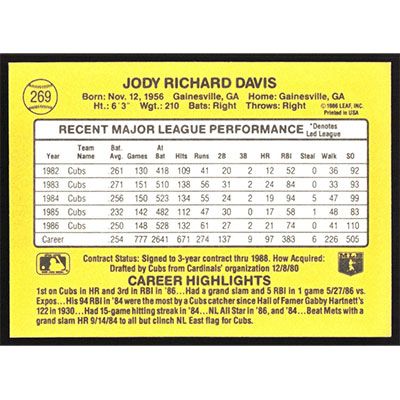 269
JODY RICHARD DAVIS
Born: Nov. 12, 1956 Gainesville, GA Home: Gainesville, GA
Ht.: 6'3" Wgt.: 210 Bats: Right Throws: Right
© 1986 LEAF, INC.
Printed in USA
RECENT MAJOR LEAGUE PERFORMANCE *Denotes Led League
Year Team Name Bat. Avg. Games At Bat Hits Runs 2B 3B HR RBI Steal Walk SO
1982 Cubs .261 130 418 109 41 20 2 12 52 0 36 92
1983 Cubs .271 151 510 138 56 31 2 24 84 0 33 93
1984 Cubs .256 150 523 134 55 25 2 19 94 5 47 99
1985 Cubs .232 142 482 112 47 30 0 17 58 1 48 83
1986 Cubs .250 148 528 132 61 27 2 21 74 0 41 110
Career .254 777 2641 671 274 137 9 97 383 6 226 505
Contract Status: Signed to 3-year contract thru 1988. How Acquired:
Drafted by Cubs from Cardinals' organization 12/8/80
CAREER HIGHLIGHTS
1st on Cubs in HR and 3rd in RBI in '86...Had a grand slam and 5 RBI in 1 game 5/27/86 vs
Expos...His 94 RBI in '84 were the most by a Cubs catcher since Hall of Famer Gabby Hartnett's
122 in 1930...Had 15-game hitting streak in '84...NL All Star in '86, and '84...Beat Mets with a
grand slam HR 9/14/84 to all but clinch NL East flag for Cubs